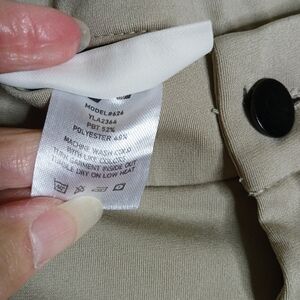 MODEL#626
YLA2364
PBT 52%
POLYESTER 48%
MACHINE WASH COLD
WITH LIKE COLORS
TURN GARMENT INSIDE OUT
TUMBLE DRY ON LOW HEAT